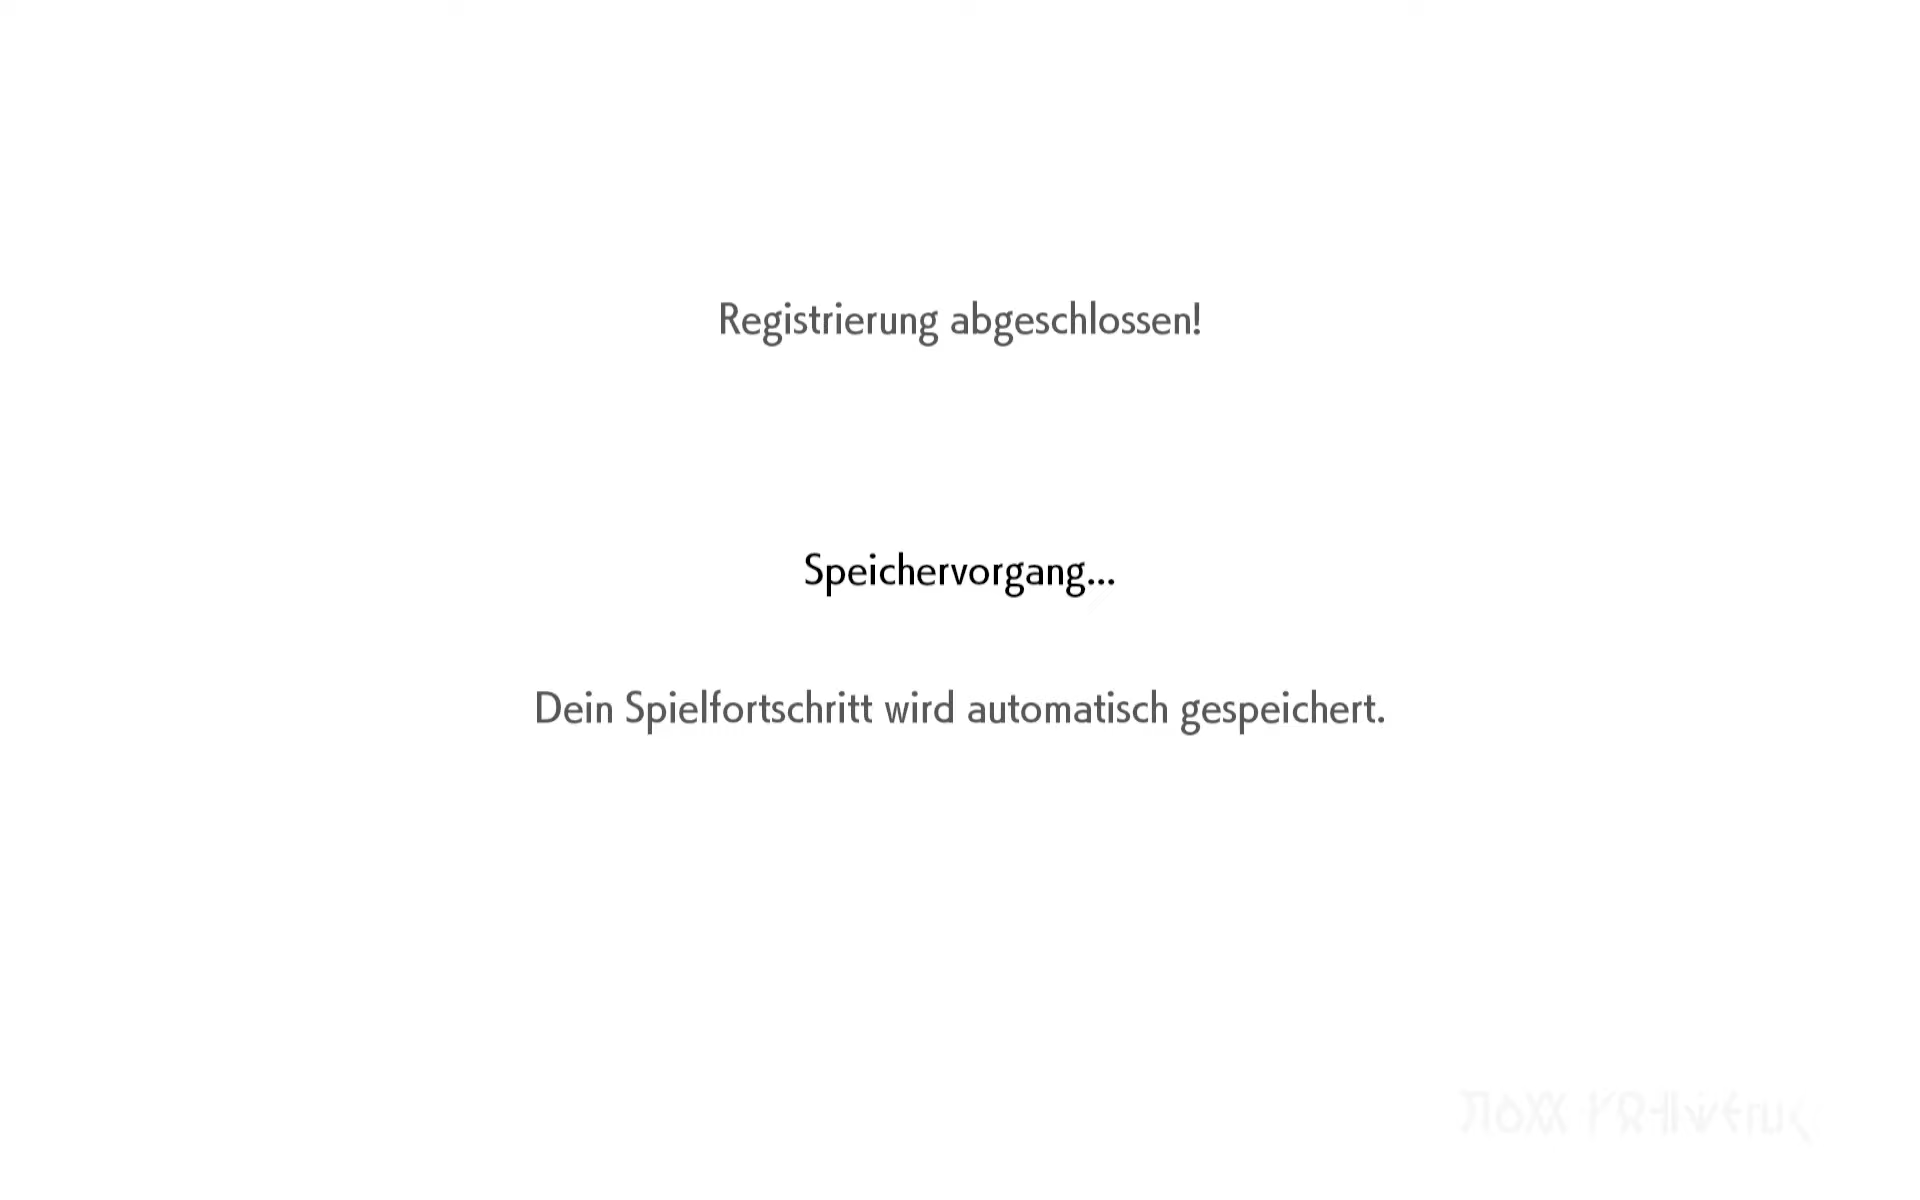 Registrierung abgeschlossen!
Speichervorgang...
Dein Spielfortschritt wird automatisch gespeichert.